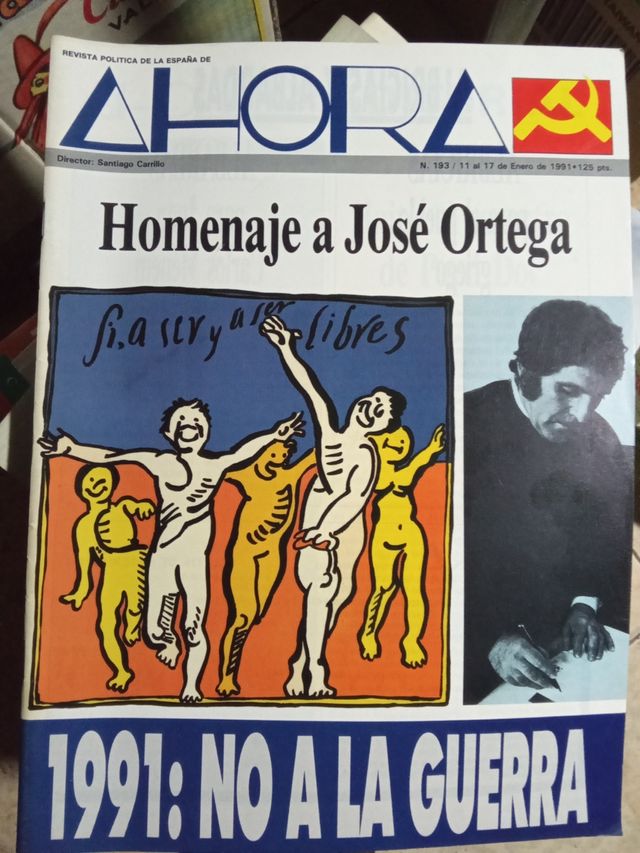 REVISTA POLITICA DE LA ESPAÑA DE
AHORA
Director: Santiago Carrillo
N. 193 / 11 al 17 de Enero de 1991 • 125 pts.
Homenaje a José Ortega
si, a ser y a ser libres
1991: NO A LA GUERRA